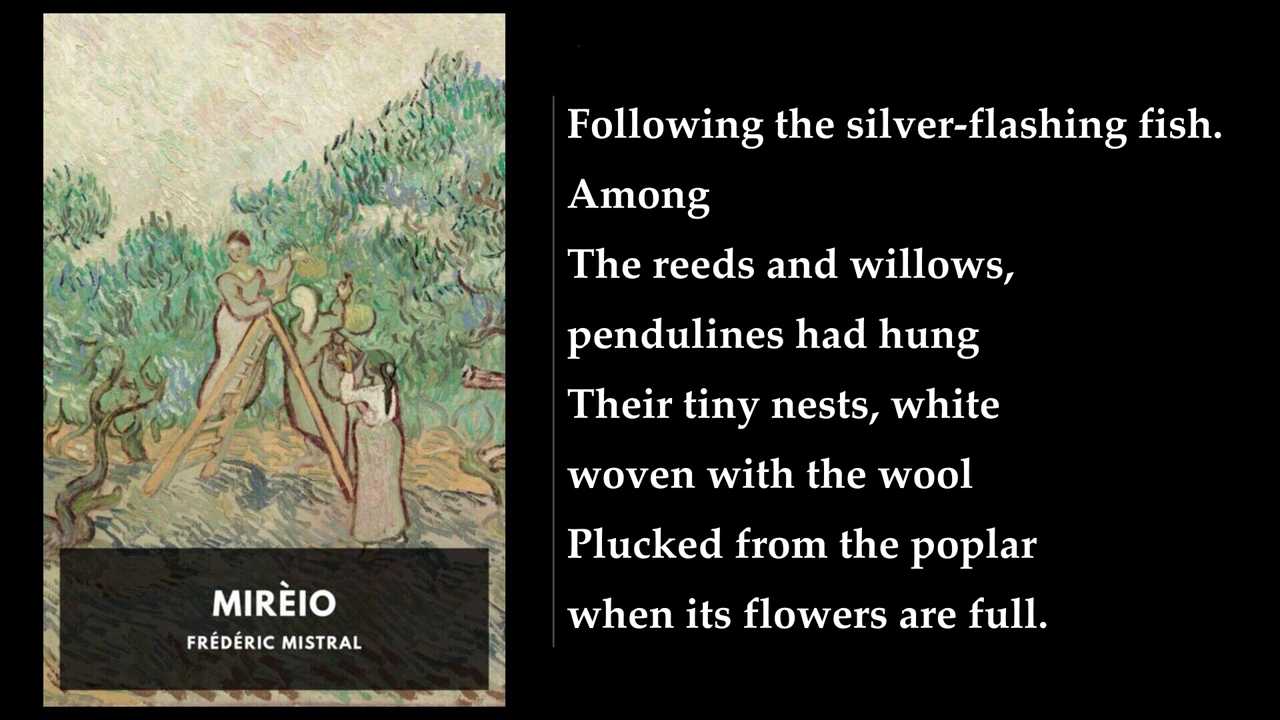 MIRÈIO
FRÉDÉRIC MISTRAL
Following the silver-flashing fish.
Among
The reeds and willows,
pendulines had hung
Their tiny nests, white
woven with the wool
Plucked from the poplar
when its flowers are full.